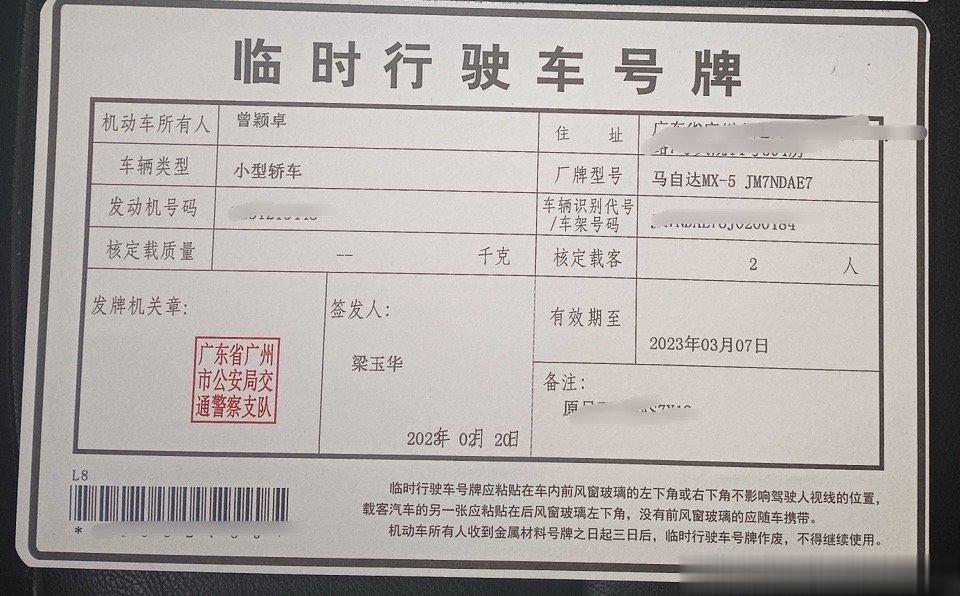 临时行驶车号牌
机动车所有人 曾颖卓 住 址
车辆类型 小型轿车 厂牌型号 马自达MX-5 JM7NDAE7
发动机号码 车辆识别代号
/车架号码
核定载质量 -- 千克 核定载客 2 人
发牌机关章:
广东省广州
市公安局交
通警察支队
签发人:
梁玉华
2023年 02月 20日
有效期至
2023年03月07日
备注:
L8
*
临时行驶车号牌应粘贴在车内前风窗玻璃的左下角或右下角不影响驾驶人视线的位置,
载客汽车的另一张应粘贴在后风窗玻璃左下角，没有前风窗玻璃的应随车携带。
机动车所有人收到金属材料号牌之日起三日后，临时行驶车号牌作废，不得继续使用。